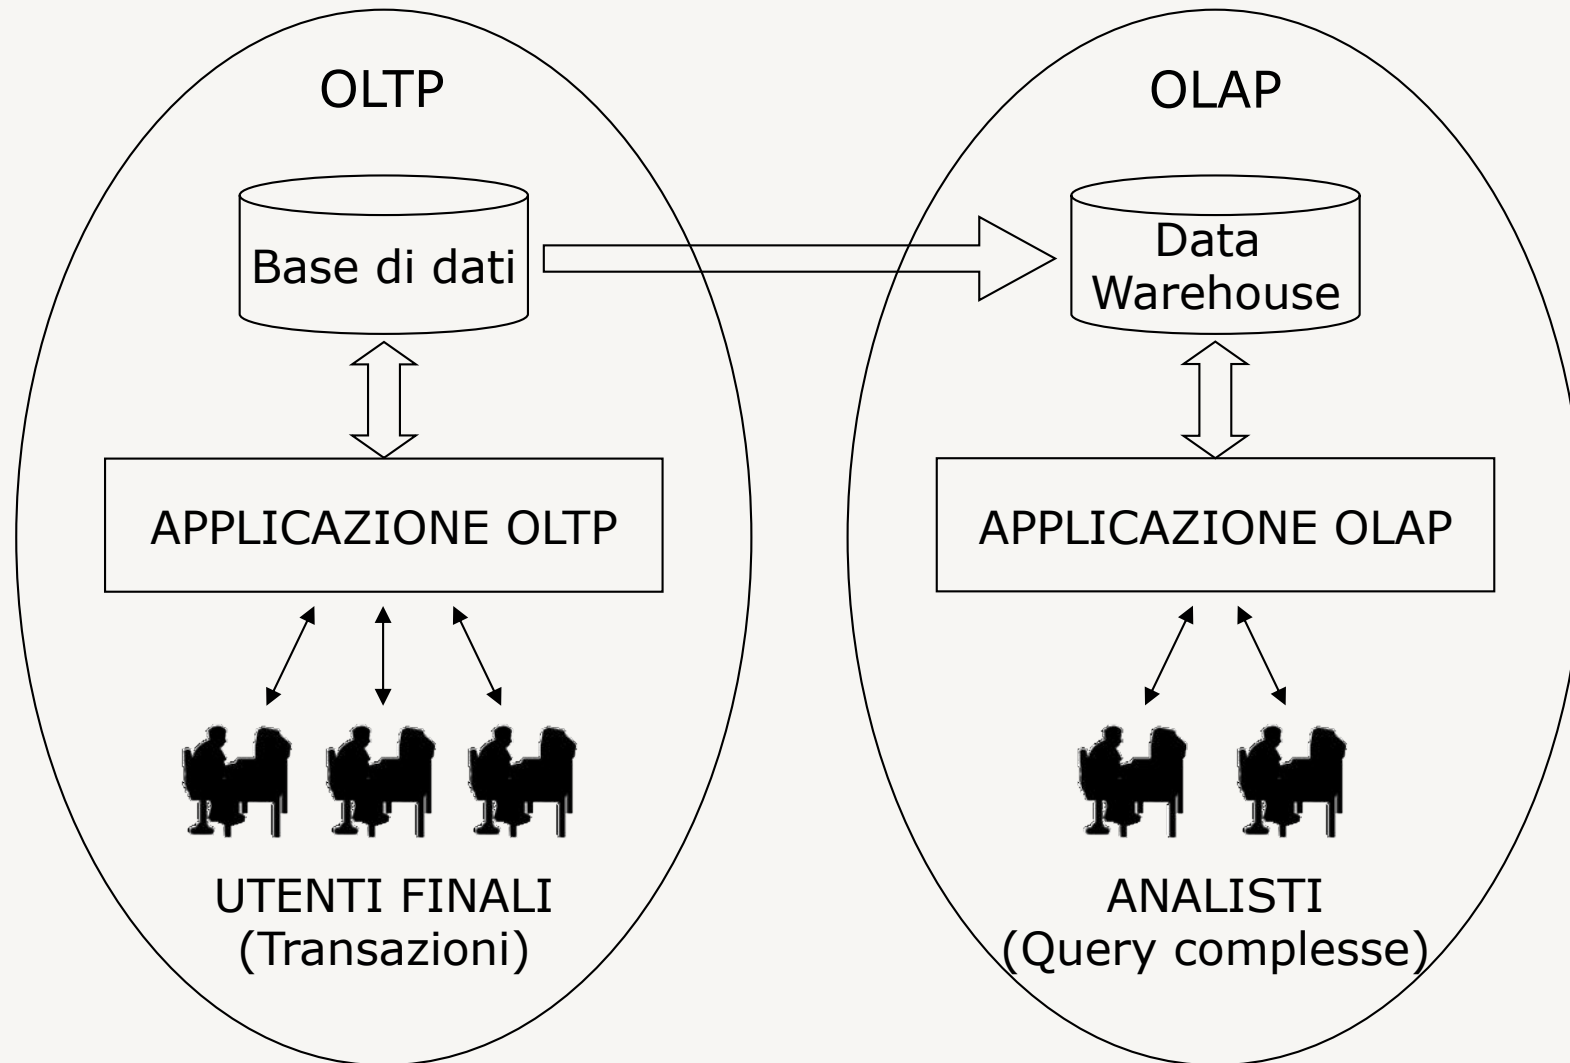 OLTP
Base di dati
APPLICAZIONE OLTP
UTENTI FINALI
(Transazioni)
OLAP
Data
Warehouse
APPLICAZIONE OLAP
ANALISTI
(Query complesse)